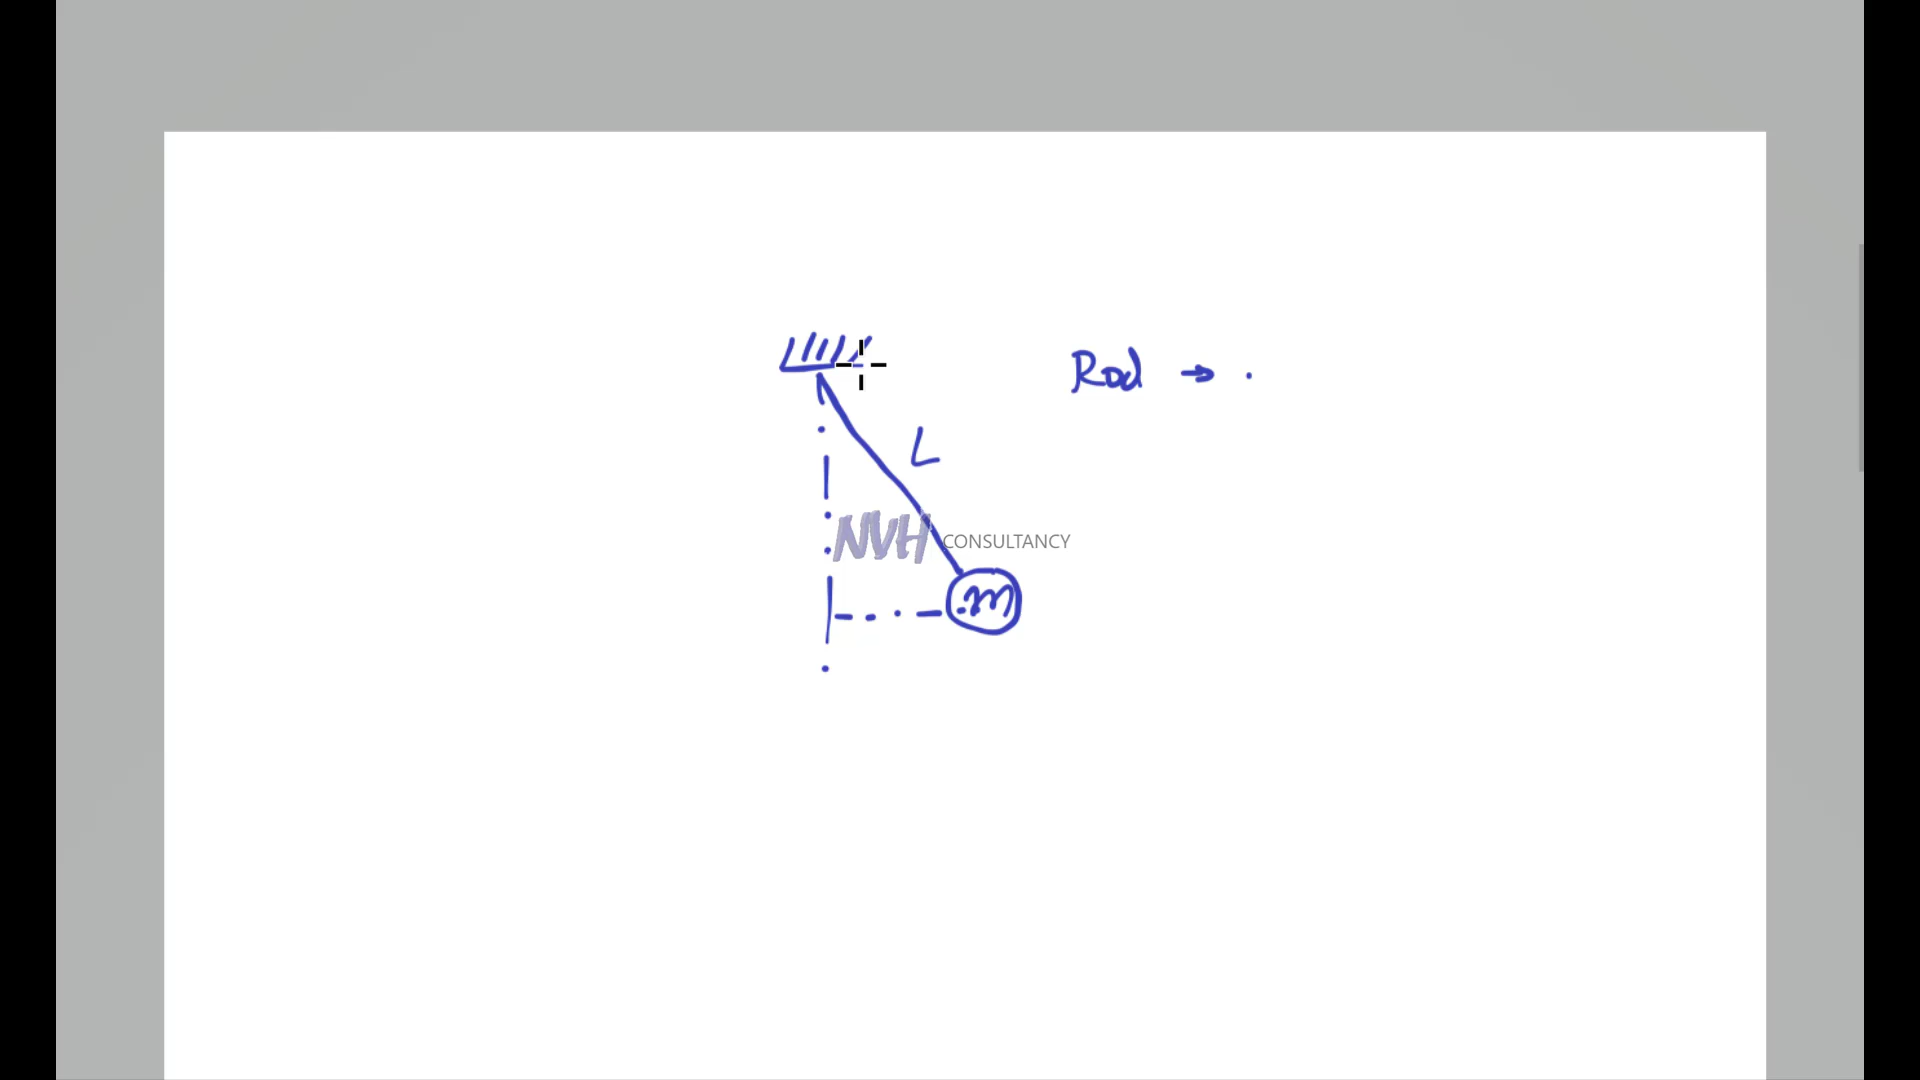 Rod → .
L
NVH CONSULTANCY
m